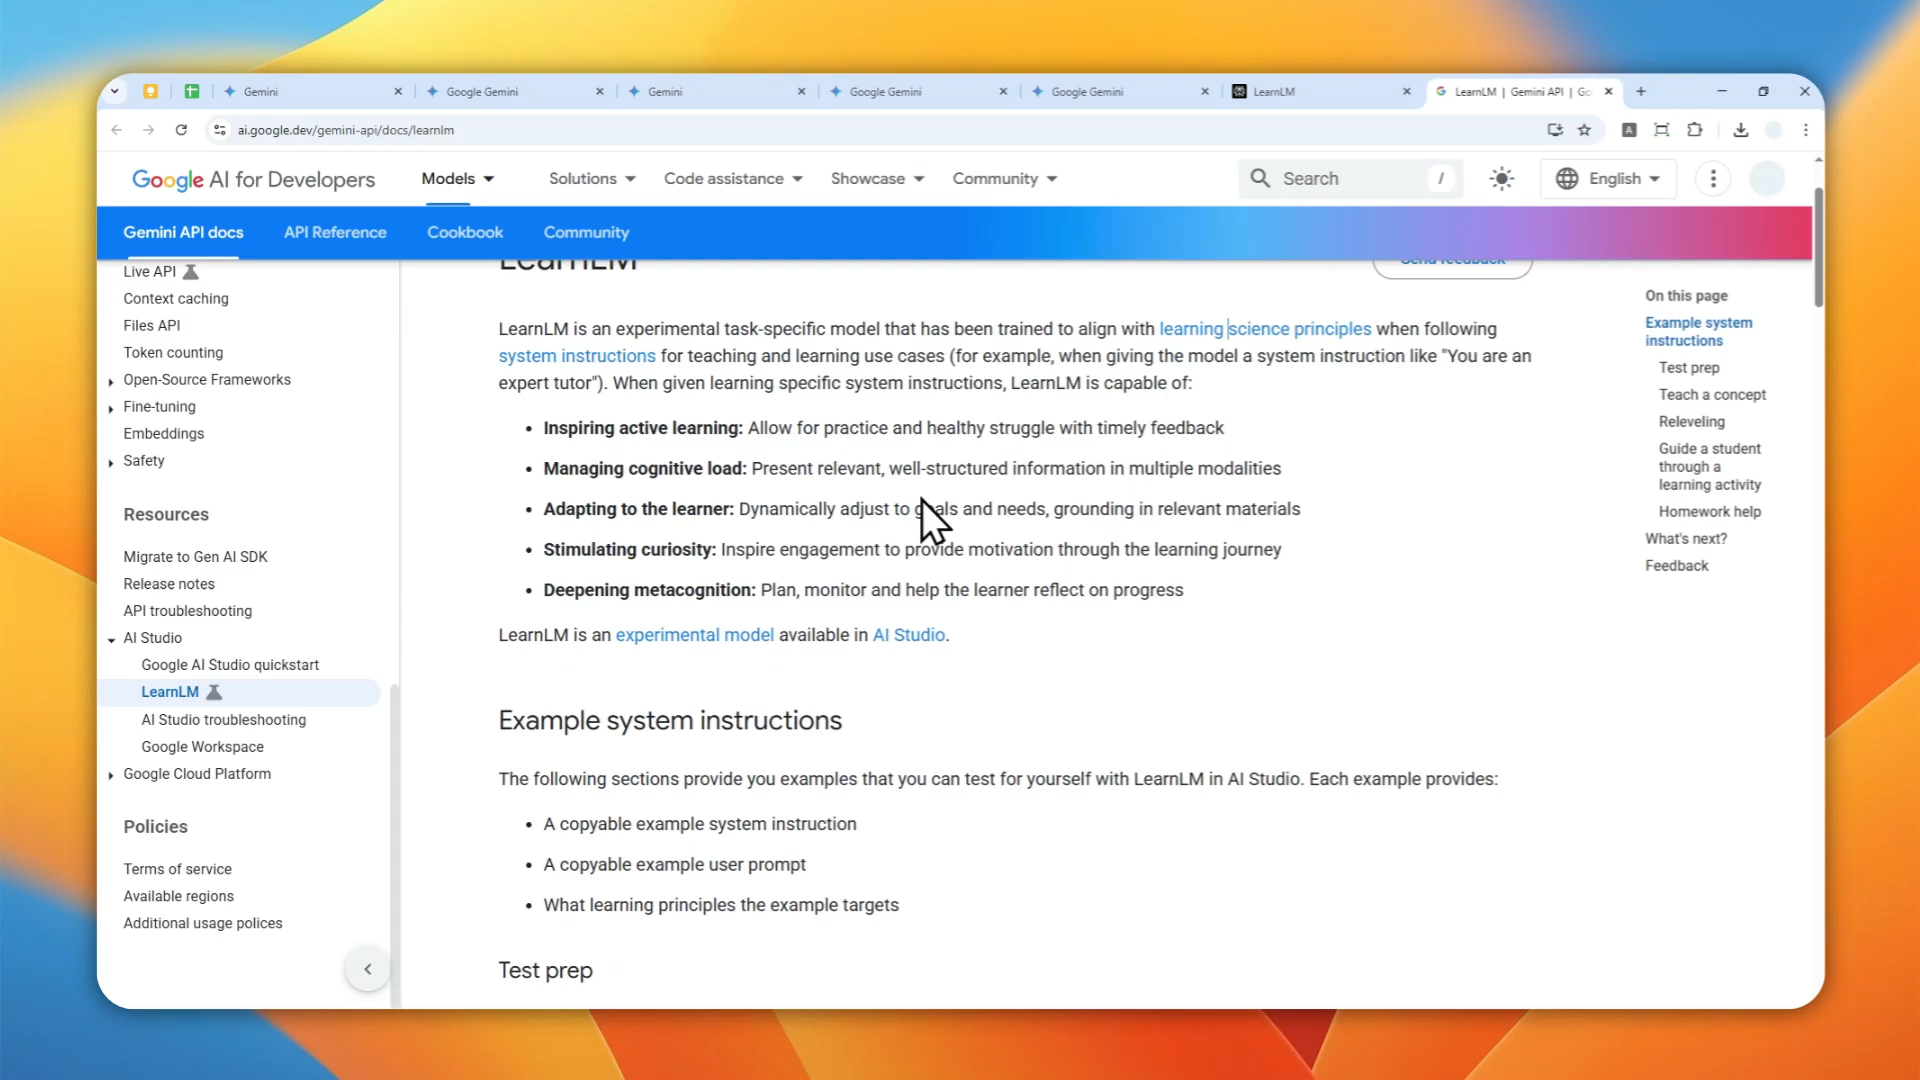 Gemini
Google Gemini
Gemini
Google Gemini
Google Gemini
LearnLM
LearnLM | Gemini API | Go
ai.google.dev/gemini-api/docs/learnlm
Google AI for Developers
Models
Solutions
Code assistance
Showcase
Community
Search
/
English
Gemini API docs
API Reference
Cookbook
Community
Live API
Context caching
Files API
Token counting
Open-Source Frameworks
Fine-tuning
Embeddings
Safety
Resources
Migrate to Gen AI SDK
Release notes
API troubleshooting
AI Studio
Google AI Studio quickstart
LearnLM
AI Studio troubleshooting
Google Workspace
Google Cloud Platform
Policies
Terms of service
Available regions
Additional usage polices
LearnLM
Send feedback
LearnLM is an experimental task-specific model that has been trained to align with learning science principles when following
system instructions for teaching and learning use cases (for example, when giving the model a system instruction like "You are an
expert tutor"). When given learning specific system instructions, LearnLM is capable of:
• Inspiring active learning: Allow for practice and healthy struggle with timely feedback
• Managing cognitive load: Present relevant, well-structured information in multiple modalities
• Adapting to the learner: Dynamically adjust to goals and needs, grounding in relevant materials
• Stimulating curiosity: Inspire engagement to provide motivation through the learning journey
• Deepening metacognition: Plan, monitor and help the learner reflect on progress
LearnLM is an experimental model available in AI Studio.
Example system instructions
The following sections provide you examples that you can test for yourself with LearnLM in AI Studio. Each example provides:
• A copyable example system instruction
• A copyable example user prompt
• What learning principles the example targets
Test prep
On this page
Example system
instructions
Test prep
Teach a concept
Releveling
Guide a student
through a
learning activity
Homework help
What's next?
Feedback